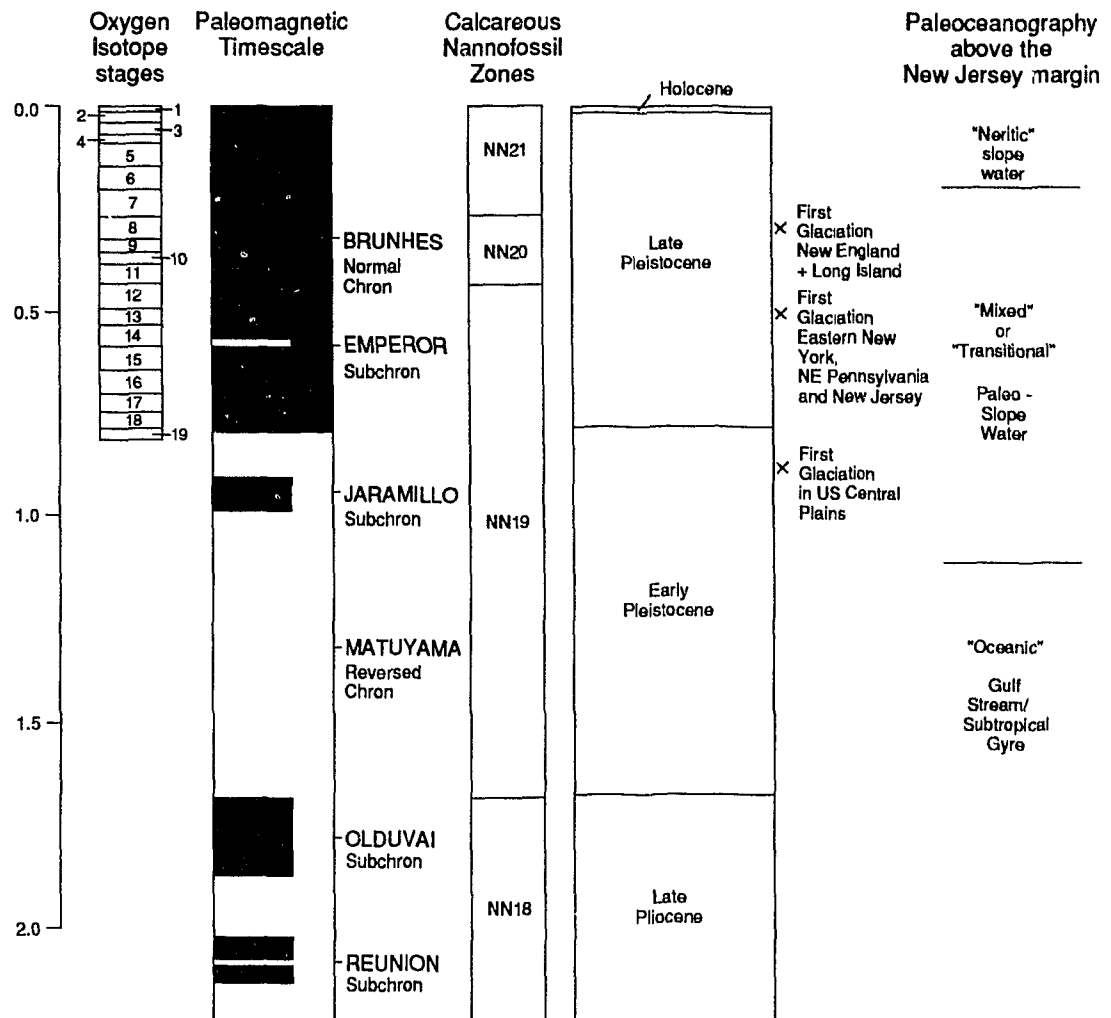 Oxygen
Isotope
stages
Paleomagnetic
Timescale
Calcareous
Nannofossil
Zones
Paleoceanography
above the
New Jersey margin
0.0
0.5
1.0
1.5
2.0
1
2
3
4
5
6
7
8
9
10
11
12
13
14
15
16
17
18
19
BRUNHES
Normal
Chron
EMPEROR
Subchron
JARAMILLO
Subchron
MATUYAMA
Reversed
Chron
OLDUVAI
Subchron
REUNION
Subchron
NN21
NN20
NN19
NN18
Holocene
Late
Pleistocene
Early
Pleistocene
Late
Pliocene
First
Glaciation
New England
+ Long Island
First
Glaciation
Eastern New
York,
NE Pennsylvania
and New Jersey
First
Glaciation
in US Central
Plains
"Neritic"
slope
water
"Mixed"
or
"Transitional"
Paleo -
Slope
Water
"Oceanic"
Gulf
Stream/
Subtropical
Gyre